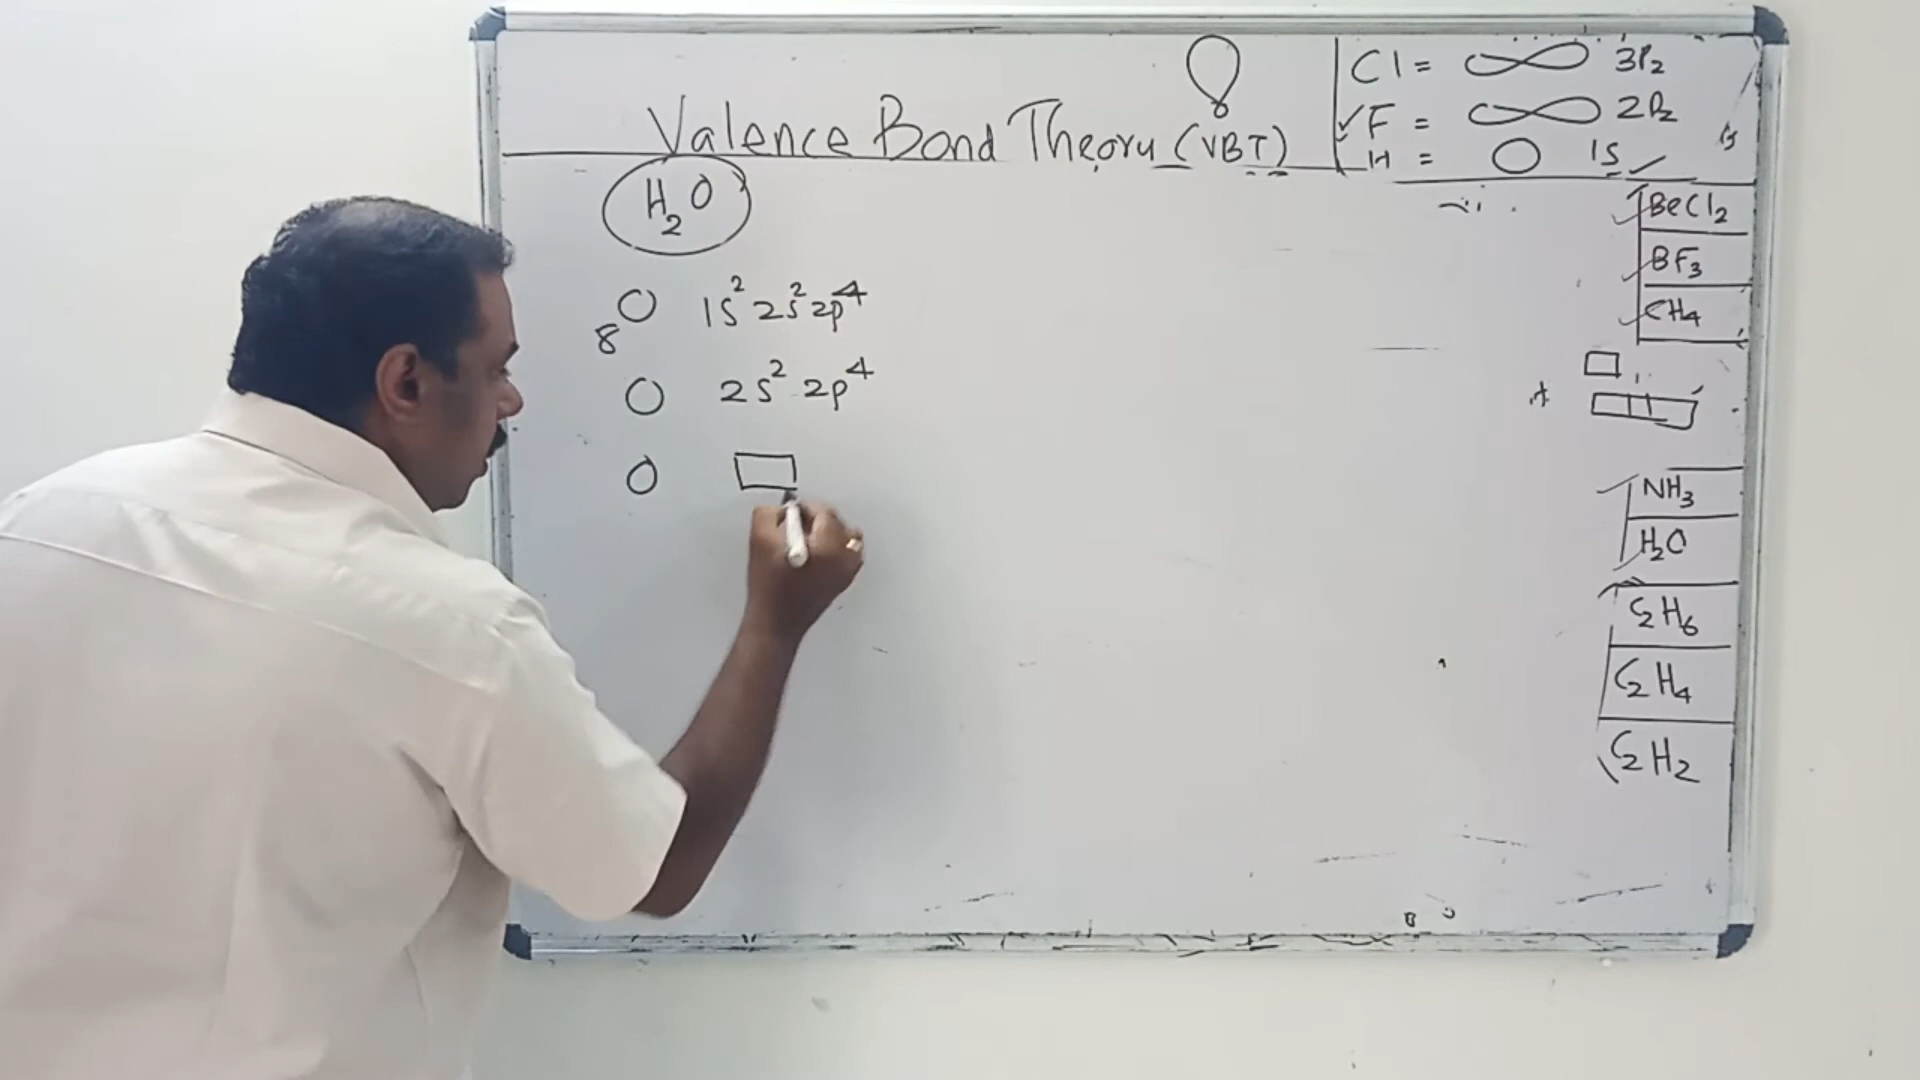 Valence Bond Theory (VBT)
Cl = 3P₂
✓F = 2P₂
H = 1S
H₂O
₈O 1s² 2s² 2p⁴
O 2s² 2p⁴
O
BeCl₂
BF₃
CH₄
NH₃
H₂O
C₂H₆
C₂H₄
C₂H₂